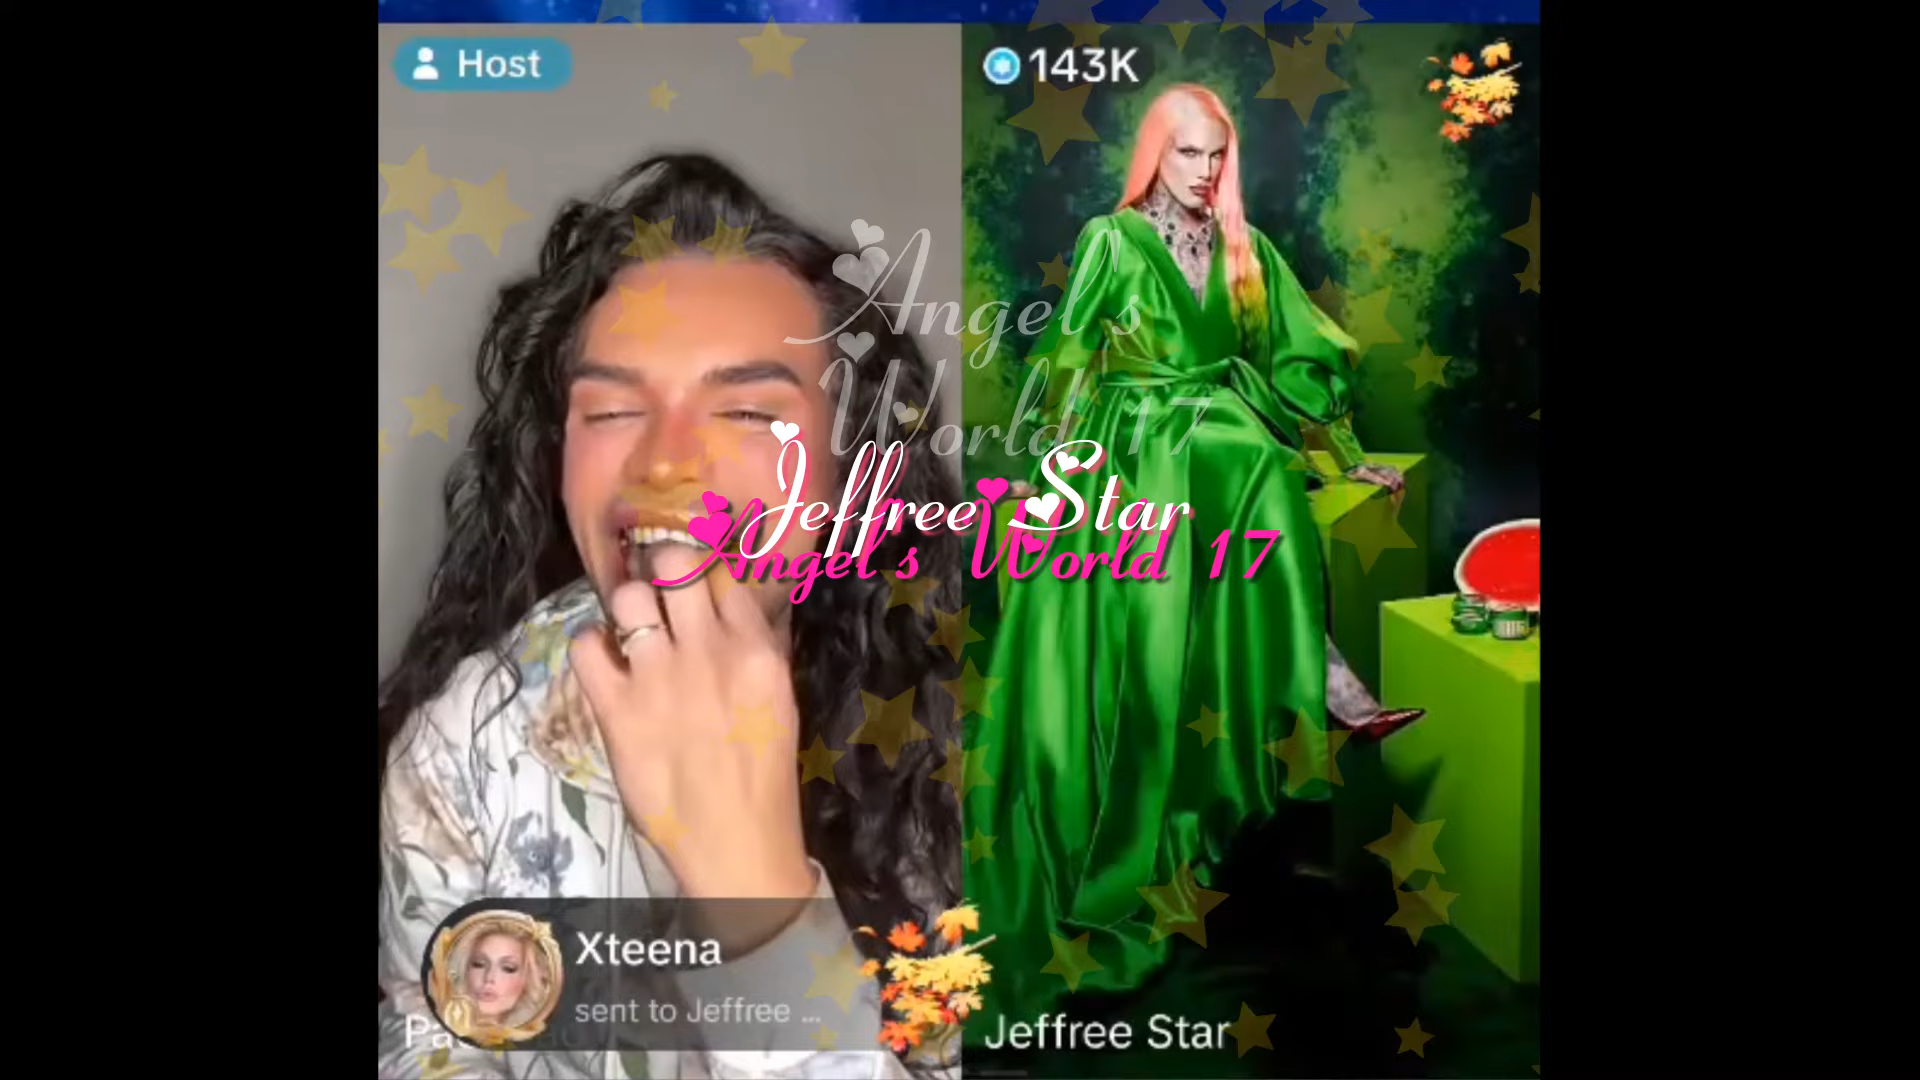 Host
143K
Angel's
World 17
Jeffree Star
Angel's World 17
Xteena
sent to Jeffree ...
Jeffree Star